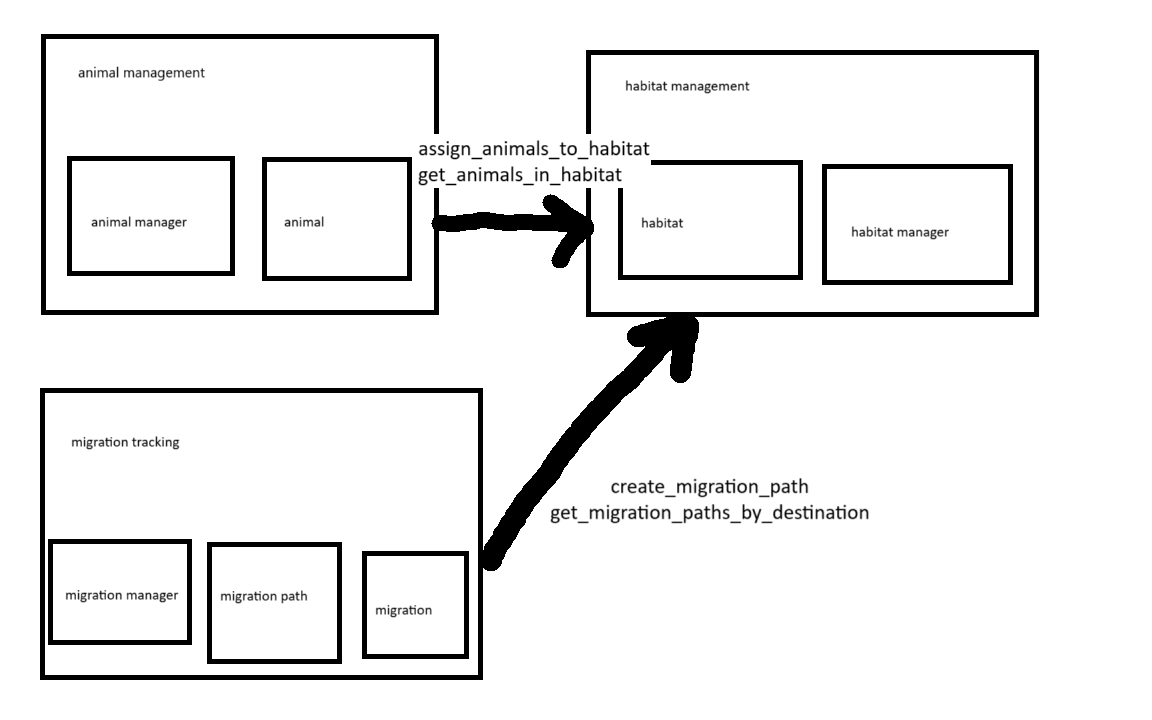 animal management
animal manager
animal
assign_animals_to_habitat
get_animals_in_habitat
habitat management
habitat
habitat manager
migration tracking
migration manager
migration path
migration
create_migration_path
get_migration_paths_by_destination